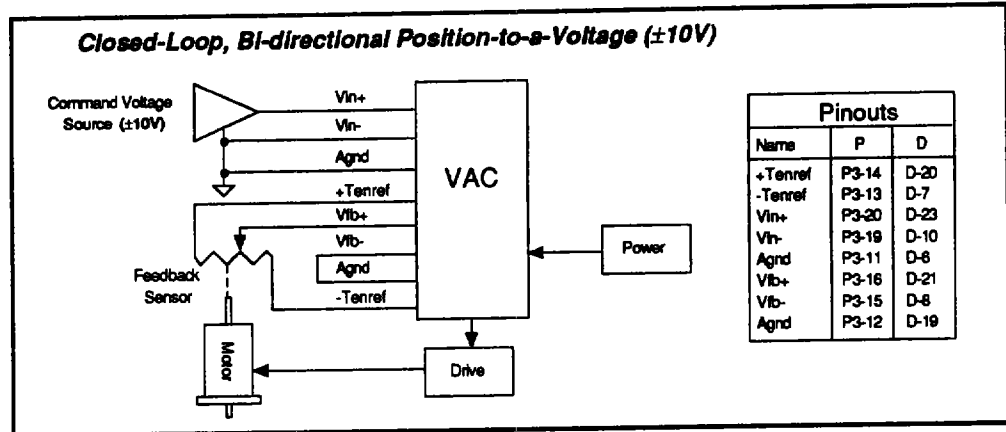 Closed-Loop, Bi-directional Position-to-a-Voltage (±10V)
Command Voltage
Source (±10V)
Vin+
Vin-
Agnd
+Tenref
Vfb+
Vfb-
Agnd
-Tenref
Feedback
Sensor
Motor
VAC
Power
Drive
Pinouts
Name P D
+Tenref P3-14 D-20
-Tenref P3-13 D-7
Vin+ P3-20 D-23
Vin- P3-19 D-10
Agnd P3-11 D-6
Vfb+ P3-16 D-21
Vfb- P3-15 D-8
Agnd P3-12 D-19